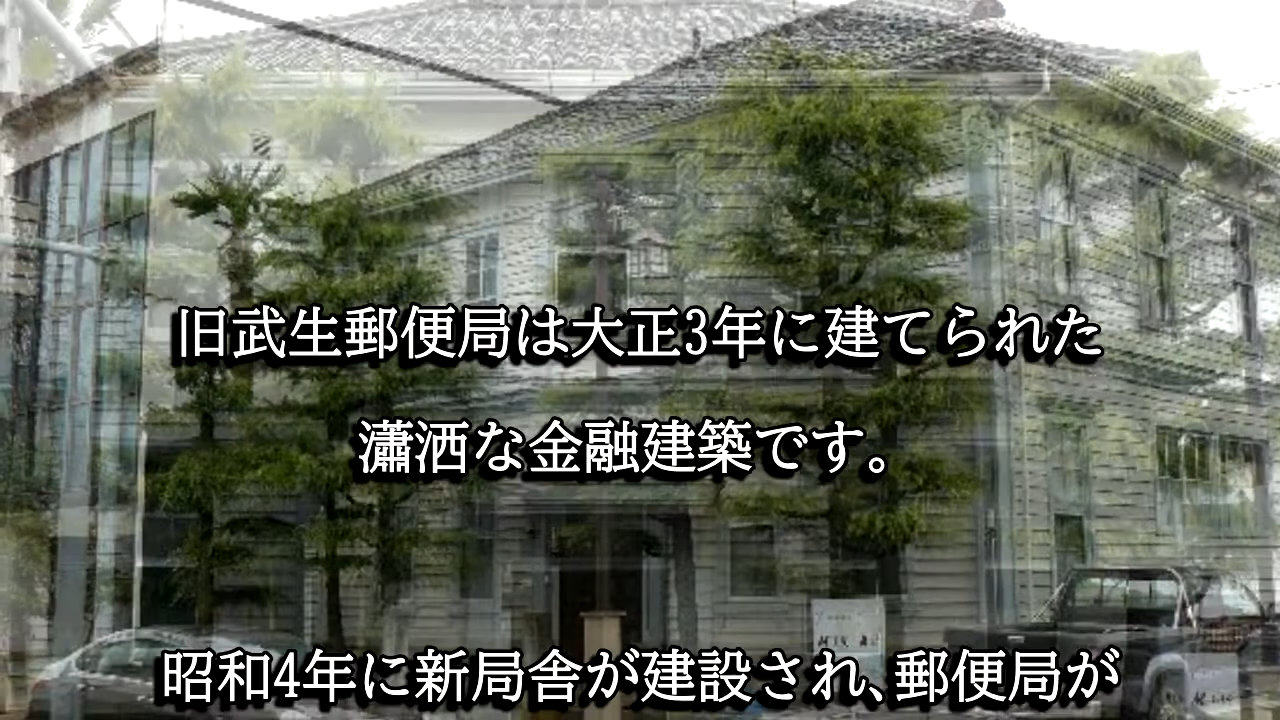 旧武生郵便局は大正3年に建てられた
瀟洒な金融建築です。
昭和4年に新局舎が建設され、郵便局が